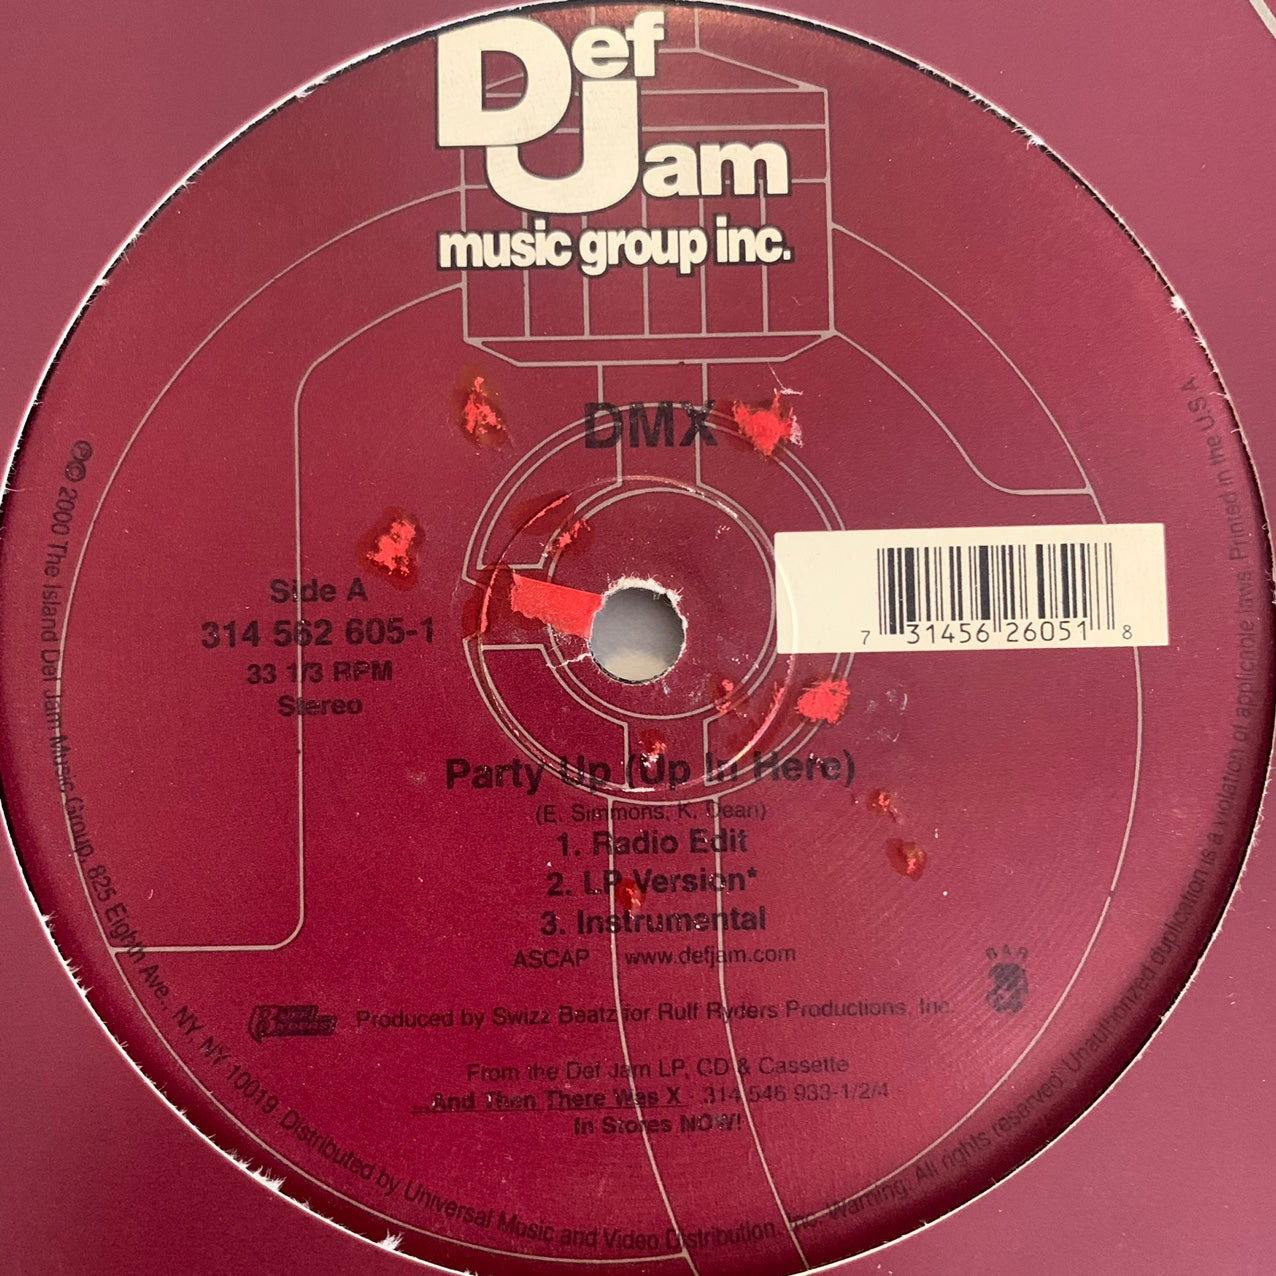 Def Jam
music group inc.
DMX
Side A
314 562 605-1
33 1/3 RPM
Stereo
7 31456 26051 8
Party Up (Up In Here)
(E. Simmons, K. Dean)
1. Radio Edit
2. LP Version*
3. Instrumental
ASCAP www.defjam.com
Produced by Swizz Beatz for Ruff Ryders Productions, Inc.
From the Def Jam LP, CD & Cassette
...And Then There Was X - 314 546 933-1/2/4 -
In Stores NOW!
℗© 2000 The Island Def Jam Music Group, 825 Eighth Ave., NY, NY 10019 Distributed by Universal Music and Video Distribution, Inc. Warning: All rights reserved. Unauthorized duplication is a violation of applicable laws. Printed in the U.S.A.